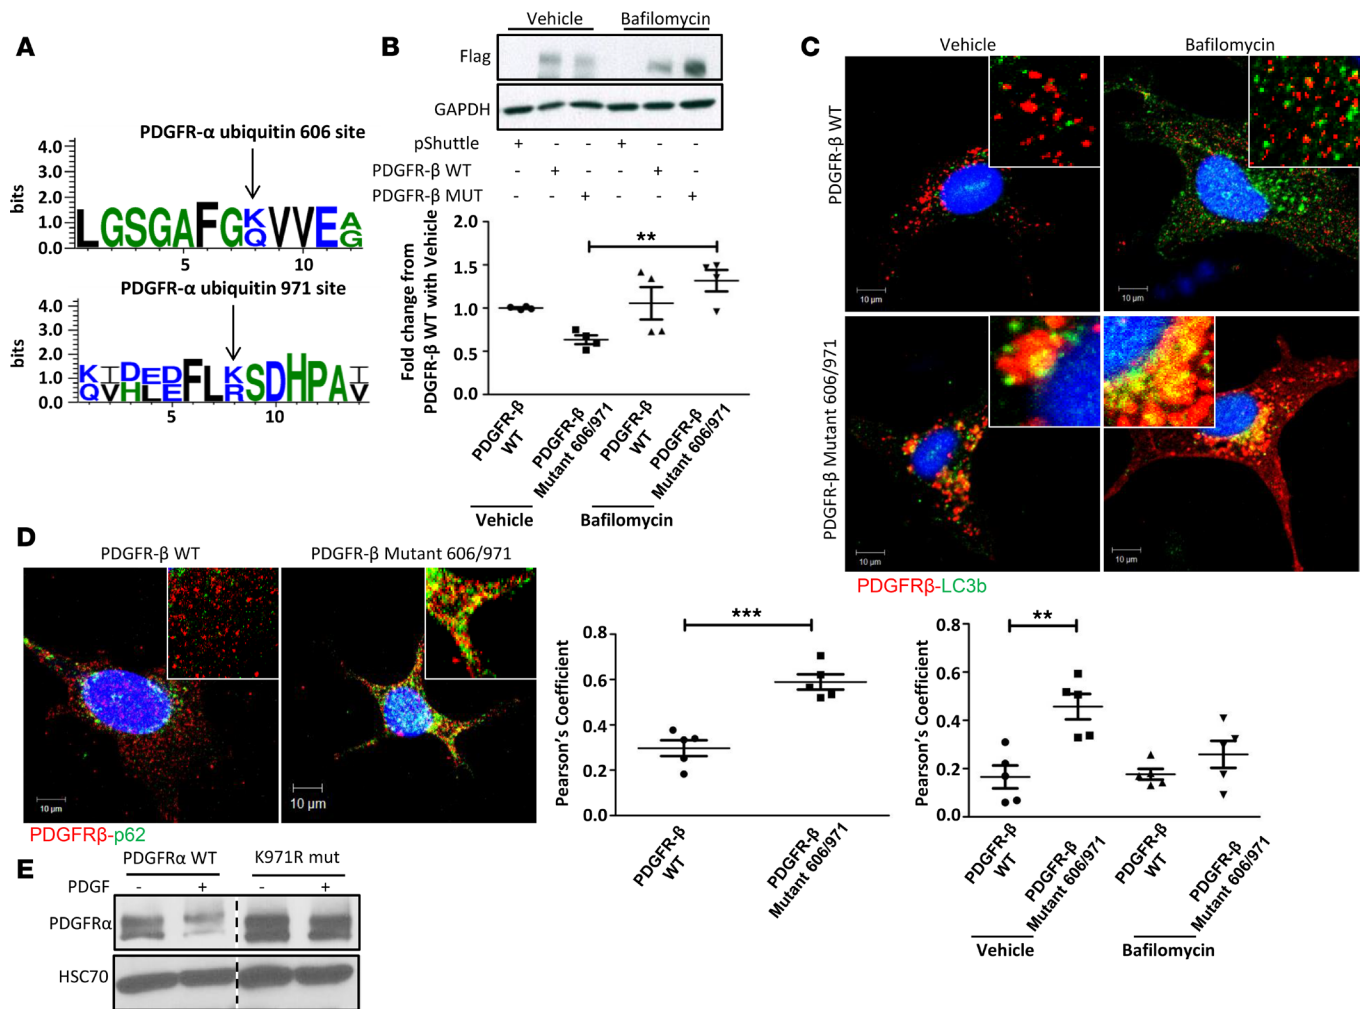 A
PDGFR-α ubiquitin 606 site
bits
4.0
3.0
2.0
1.0
0.0
LGSGAFGKVVEA
Q G
5 10
PDGFR-α ubiquitin 971 site
bits
4.0
3.0
2.0
1.0
0.0
KIDEDFLKSDHPAI
QVHLE R V
5 10
B
Vehicle Bafilomycin
Flag
GAPDH
pShuttle + - - + - -
PDGFR-β WT - + - - + -
PDGFR-β MUT - - + - - +
Fold change from
PDGFR-β WT with Vehicle
2.0
1.5
1.0
0.5
0.0
**
PDGFR-β
WT
PDGFR-β
Mutant 606/971
PDGFR-β
WT
PDGFR-β
Mutant 606/971
Vehicle Bafilomycin
C
Vehicle Bafilomycin
PDGFR-β WT
10 µm
10 µm
PDGFR-β Mutant 606/971
10 µm
10 µm
PDGFRβ-LC3b
Pearson's Coefficient
0.8
0.6
0.4
0.2
0.0
**
PDGFR-β
WT
PDGFR-β
Mutant 606/971
PDGFR-β
WT
PDGFR-β
Mutant 606/971
Vehicle Bafilomycin
D
PDGFR-β WT PDGFR-β Mutant 606/971
10 µm
10 µm
PDGFRβ-p62
Pearson's Coefficient
0.8
0.6
0.4
0.2
0.0
***
PDGFR-β
WT
PDGFR-β
Mutant 606/971
E
PDGFRα WT K971R mut
PDGF - + - +
PDGFRα
HSC70